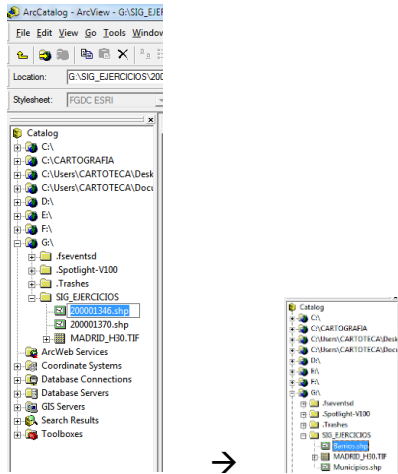 ArcCatalog - ArcView - G:\SIG_EJER
File Edit View Go Tools Window
Location: G:\SIG_EJERCICIOS\200
Stylesheet: FGDC ESRI
Catalog
C:\
C:\CARTOGRAFIA
C:\Users\CARTOTECA\Desk
C:\Users\CARTOTECA\Docu
D:\
E:\
F:\
G:\
.fseventsd
.Spotlight-V100
.Trashes
SIG_EJERCICIOS
200001346.shp
200001370.shp
MADRID_H30.TIF
ArcWeb Services
Coordinate Systems
Database Connections
Database Servers
GIS Servers
Search Results
Toolboxes
→
Catalog
C:\
C:\CARTOGRAFIA
C:\Users\CARTOTECA\Desk
C:\Users\CARTOTECA\Docu
D:\
E:\
F:\
G:\
.fseventsd
.Spotlight-V100
.Trashes
SIG_EJERCICIOS
Barrios.shp
MADRID_H30.TIF
Municipios.shp